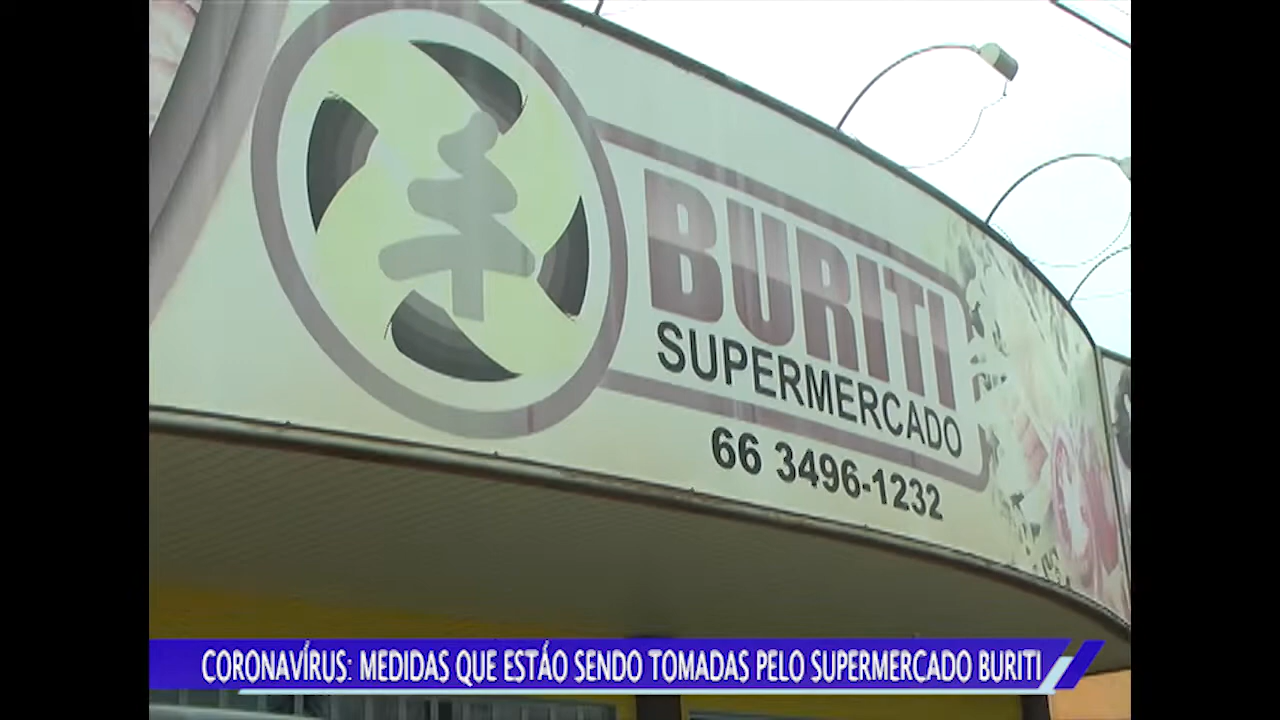 BURITI
SUPERMERCADO
66 3496-1232
CORONAVÍRUS: MEDIDAS QUE ESTÃO SENDO TOMADAS PELO SUPERMERCADO BURITI